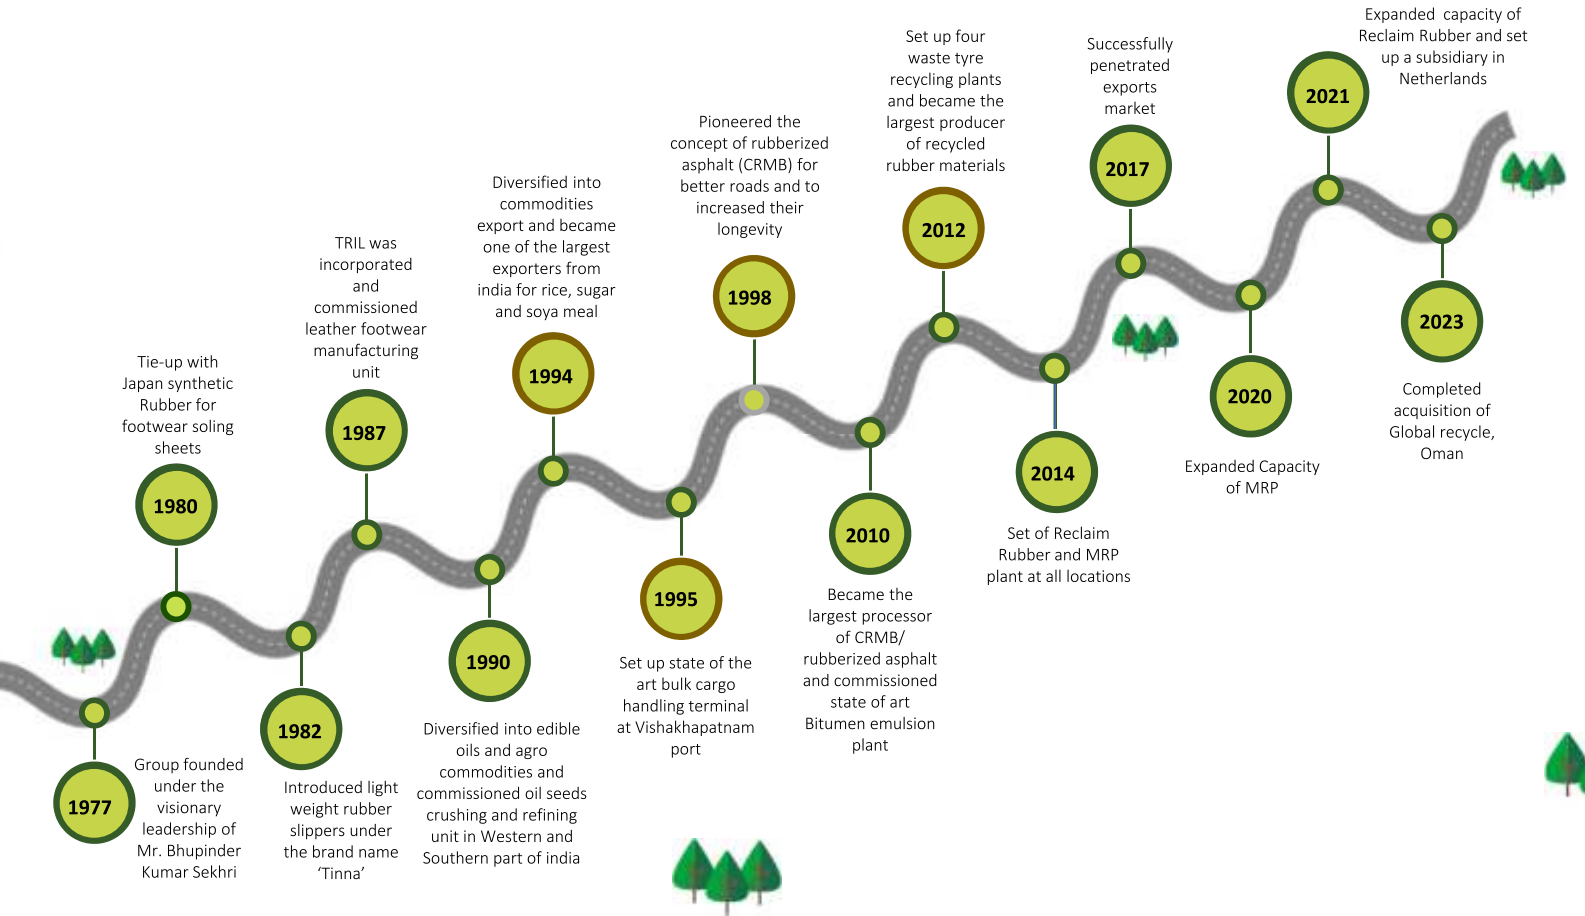 1977
Group founded
under the
visionary
leadership of
Mr. Bhupinder
Kumar Sekhri
Tie-up with
Japan synthetic
Rubber for
footwear soling
sheets
1980
1982
Introduced light
weight rubber
slippers under
the brand name
‘Tinna’
TRIL was
incorporated
and
commissioned
leather footwear
manufacturing
unit
1987
1990
Diversified into edible
oils and agro
commodities and
commissioned oil seeds
crushing and refining
unit in Western and
Southern part of india
Diversified into
commodities
export and became
one of the largest
exporters from
india for rice, sugar
and soya meal
1994
1995
Set up state of the
art bulk cargo
handling terminal
at Vishakhapatnam
port
Pioneered the
concept of rubberized
asphalt (CRMB) for
better roads and to
increased their
longevity
1998
2010
Became the
largest processor
of CRMB/
rubberized asphalt
and commissioned
state of art
Bitumen emulsion
plant
Set up four
waste tyre
recycling plants
and became the
largest producer
of recycled
rubber materials
2012
2014
Set of Reclaim
Rubber and MRP
plant at all locations
Successfully
penetrated
exports
market
2017
2020
Expanded Capacity
of MRP
Expanded  capacity of
Reclaim Rubber and set
up a subsidiary in
Netherlands
2021
2023
Completed
acquisition of
Global recycle,
Oman